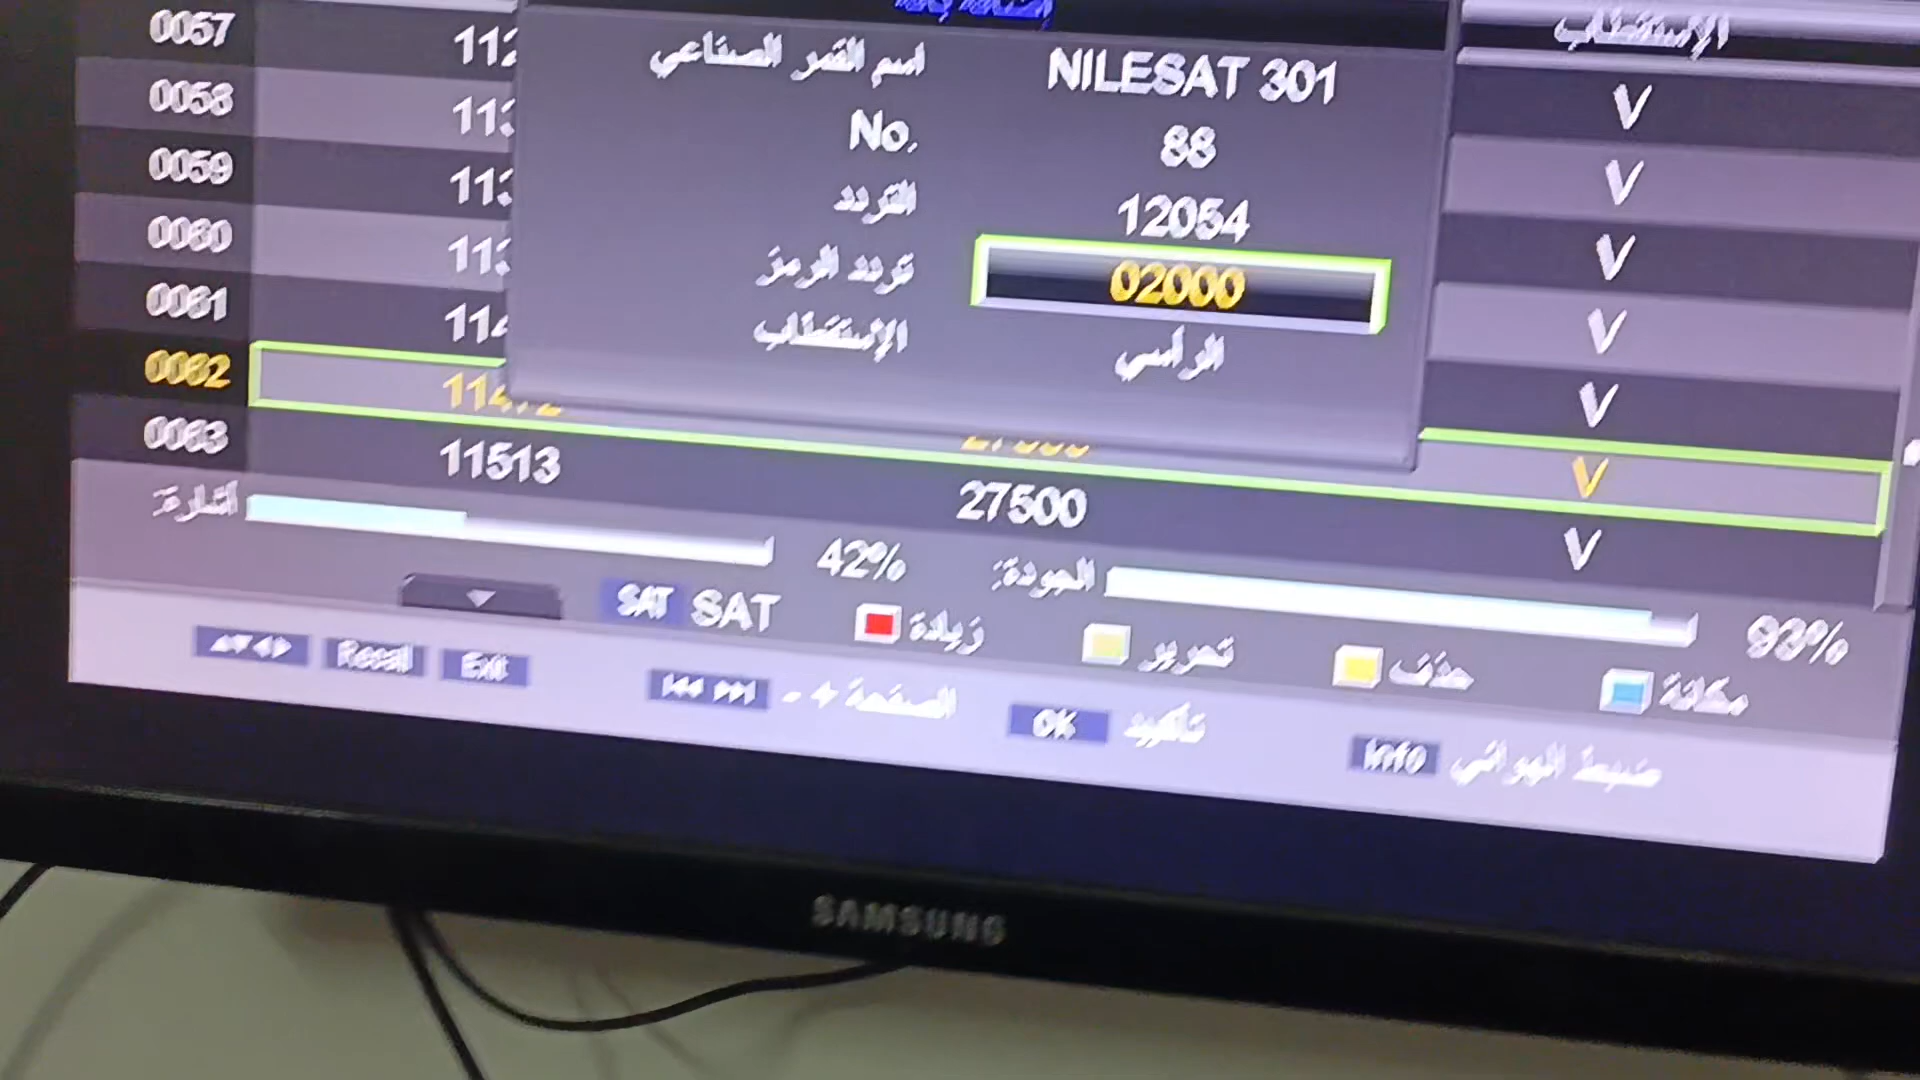 الإستقطاب
0057
اسم القمر الصناعي NILESAT 301
V
0058
No. 88
V
0059
التردد 12054
V
0060
تردد الرمز 02000
V
0061
الإستقطاب الرأسي
V
0062
V
0063 11513 27500 V
أشارة: 42% الجودة: 93%
SAT SAT زيادة تحرير حذف مكانة
Recall Exit الصفحة + - OK تأكيد Info ضبط الهوائي
SAMSUNG